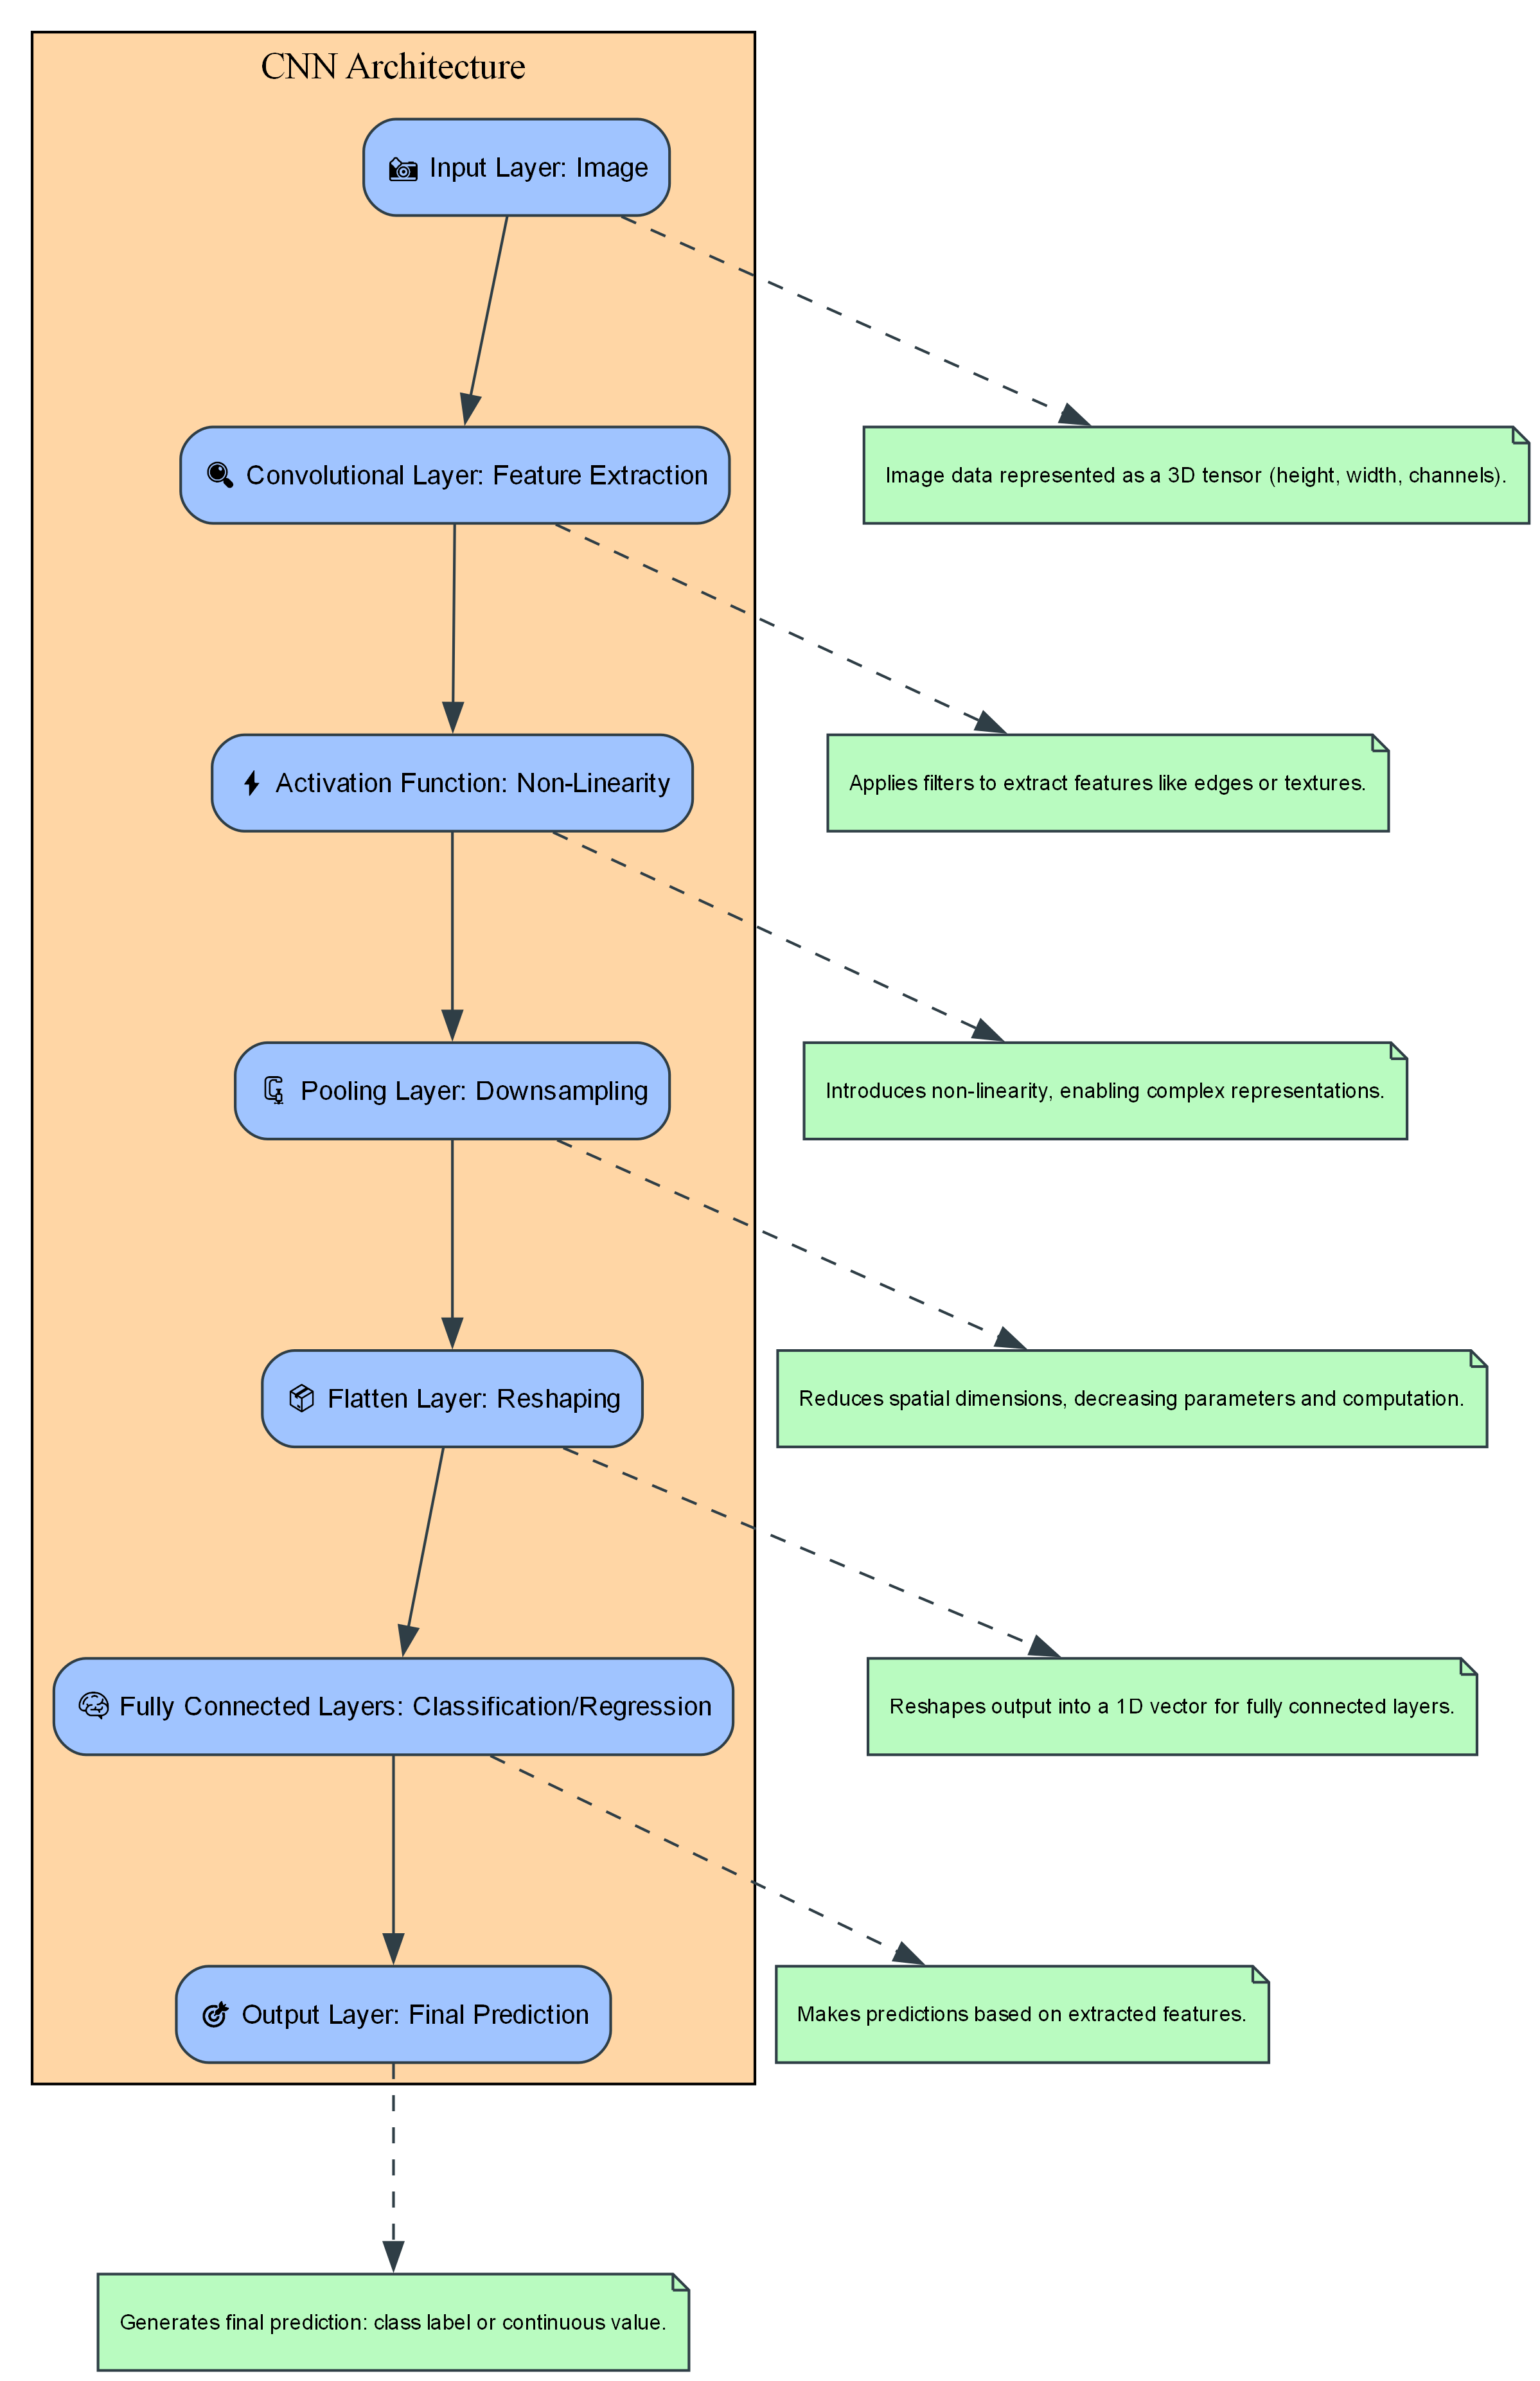 CNN Architecture
Input Layer: Image
Convolutional Layer: Feature Extraction
Image data represented as a 3D tensor (height, width, channels).
Activation Function: Non-Linearity
Applies filters to extract features like edges or textures.
Pooling Layer: Downsampling
Introduces non-linearity, enabling complex representations.
Flatten Layer: Reshaping
Reduces spatial dimensions, decreasing parameters and computation.
Fully Connected Layers: Classification/Regression
Reshapes output into a 1D vector for fully connected layers.
Output Layer: Final Prediction
Makes predictions based on extracted features.
Generates final prediction: class label or continuous value.